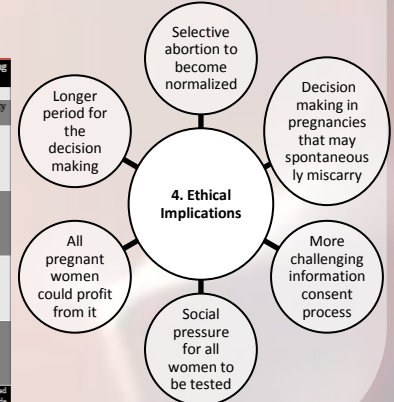 Selective
abortion to
become
normalized
Longer
period for
the
decision
making
Decision
making in
pregnancies
that may
spontaneous
ly miscarry
4. Ethical
Implications
All
pregnant
women
could profit
from it
More
challenging
information
consent
process
Social
pressure
for all
women to
be tested